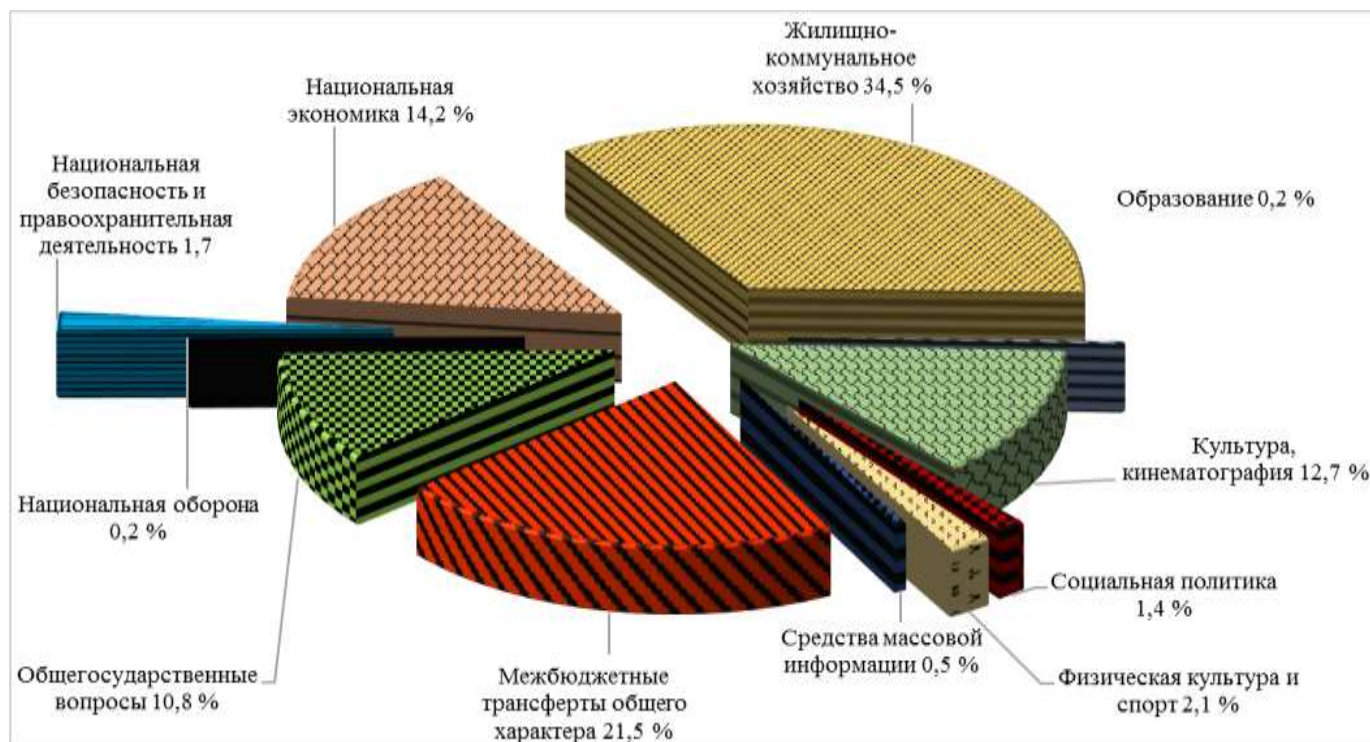 Жилищно-
коммунальное
хозяйство 34,5 %
Национальная
экономика 14,2 %
Национальная
безопасность и
правоохранительная
деятельность 1,7
Образование 0,2 %
Культура,
кинематография 12,7 %
Национальная оборона
0,2 %
Социальная политика
1,4 %
Средства массовой
информации 0,5 %
Физическая культура и
спорт 2,1 %
Общегосударственные
вопросы 10,8 %
Межбюджетные
трансферты общего
характера 21,5 %